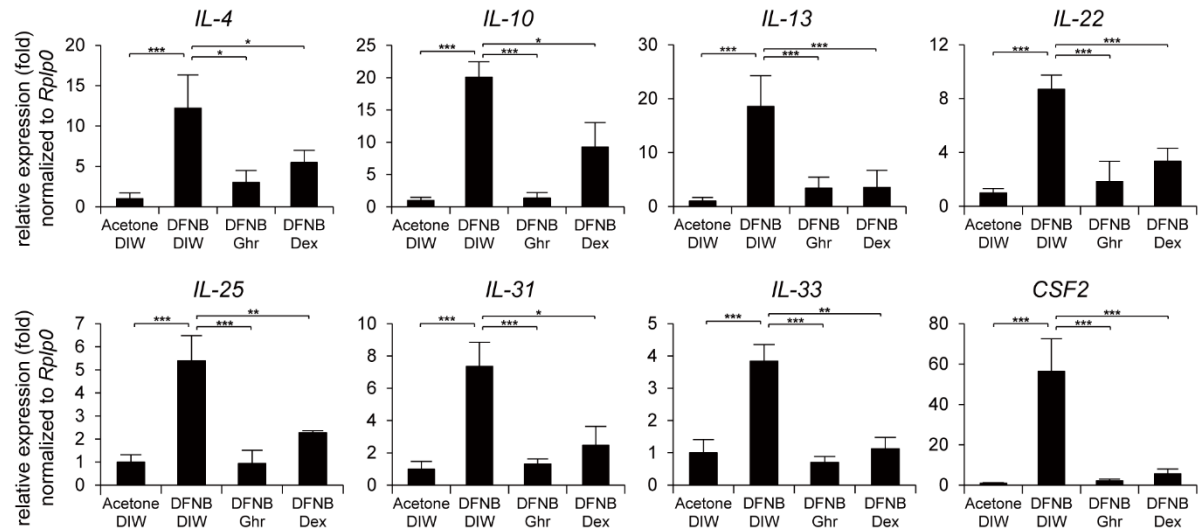 IL-4
IL-10
IL-13
IL-22
relative expression (fold)
normalized to Rplp0
20
15
10
5
0
***
*
*
Acetone DFNB DFNB DFNB
DIW DIW Ghr Dex
25
20
15
10
5
0
***
***
*
Acetone DFNB DFNB DFNB
DIW DIW Ghr Dex
30
20
10
0
***
***
***
Acetone DFNB DFNB DFNB
DIW DIW Ghr Dex
12
8
4
0
***
***
***
Acetone DFNB DFNB DFNB
DIW DIW Ghr Dex
IL-25
IL-31
IL-33
CSF2
relative expression (fold)
normalized to Rplp0
7
6
5
4
3
2
1
0
***
***
**
Acetone DFNB DFNB DFNB
DIW DIW Ghr Dex
10
8
6
4
2
0
***
***
*
Acetone DFNB DFNB DFNB
DIW DIW Ghr Dex
5
4
3
2
1
0
***
***
**
Acetone DFNB DFNB DFNB
DIW DIW Ghr Dex
80
60
40
20
0
***
***
***
Acetone DFNB DFNB DFNB
DIW DIW Ghr Dex